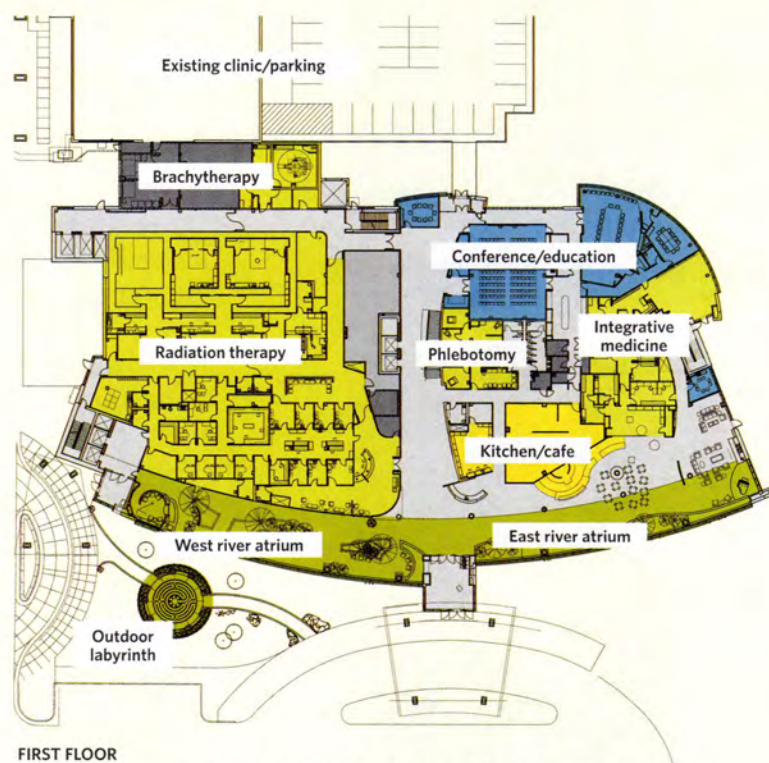 Existing clinic/parking
Brachytherapy
Conference/education
Radiation therapy
Phlebotomy
Integrative
medicine
Kitchen/cafe
West river atrium
East river atrium
Outdoor
labyrinth
FIRST FLOOR